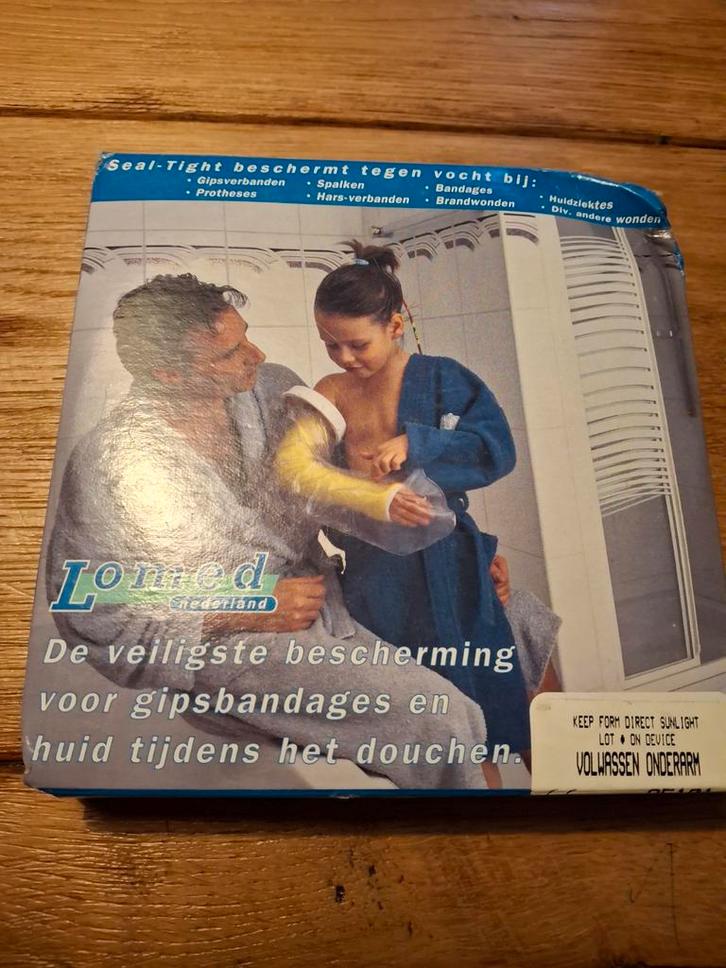 Seal-Tight beschermt tegen vocht bij:
• Gipsverbanden • Spalken • Bandages • Huidziektes
• Protheses • Hars-verbanden • Brandwonden • Div. andere wonden
Lomed
nederland
De veiligste bescherming
voor gipsbandages en
huid tijdens het douchen.
KEEP FORM DIRECT SUNLIGHT
LOT ♦ ON DEVICE
VOLWASSEN ONDERARM